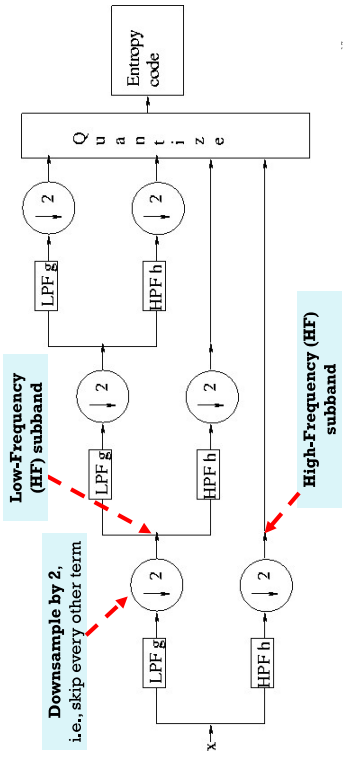 Entropy
code
Q
u
a
n
t
i
z
e
2
2
LPF g
HPF h
Low-Frequency
(HF) subband
2
2
LPF g
HPF h
High-Frequency (HF)
subband
Downsample by 2,
i.e., skip every other term
2
2
LPF g
HPF h
x